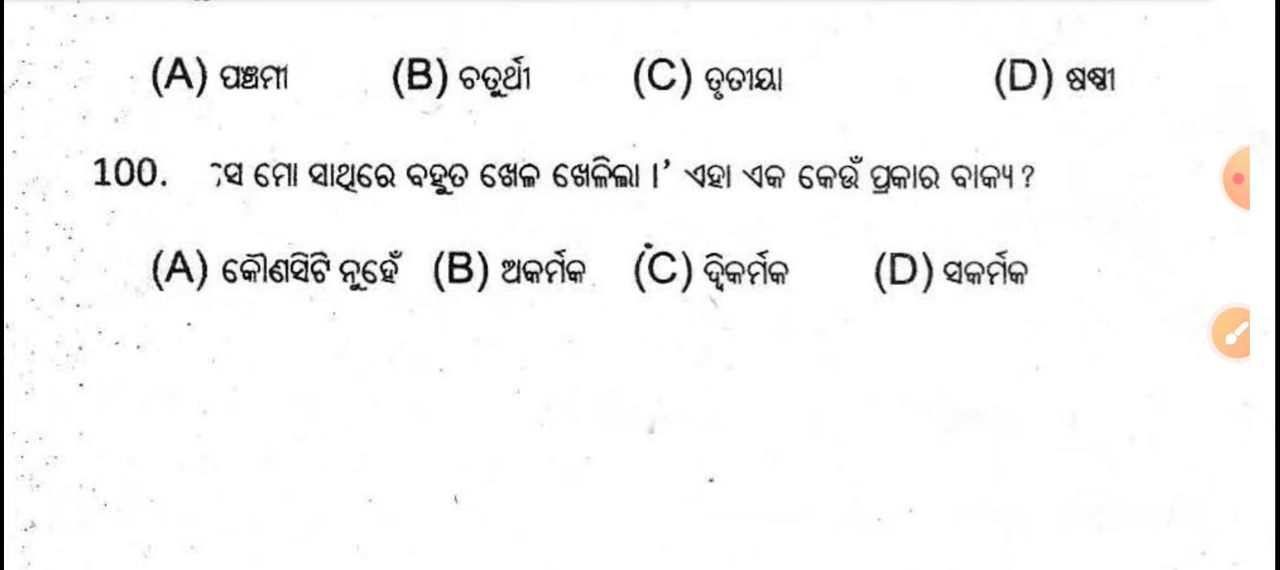 (A) ପଞ୍ଚମୀ (B) ଚତୁର୍ଥୀ (C) ତୃତୀୟା (D) ଷଷ୍ଠୀ
100. ସେ ମୋ ସାଥିରେ ବହୁତ ଖେଳ ଖେଳିଲା ।’ ଏହା ଏକ କେଉଁ ପ୍ରକାର ବାକ୍ୟ ?
(A) କୌଣସିଟି ନୁହେଁ (B) ଅକର୍ମକ (C) ଦ୍ୱିକର୍ମକ (D) ସକର୍ମକ